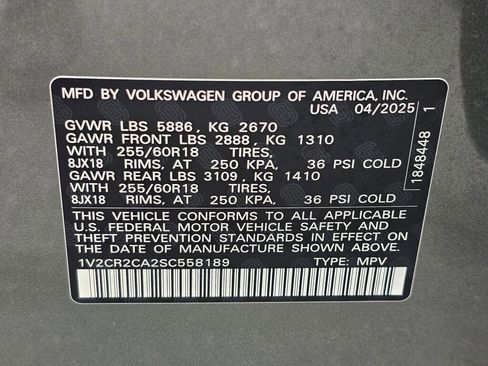 MFD BY VOLKSWAGEN GROUP OF AMERICA, INC.
USA 04/2025
GVWR LBS 5886, KG 2670
GAWR FRONT LBS 2888, KG 1310
WITH 255/60R18 TIRES,
8JX18 RIMS, AT 250 KPA, 36 PSI COLD
GAWR REAR LBS 3109, KG 1410
WITH 255/60R18 TIRES,
8JX18 RIMS, AT 250 KPA, 36 PSI COLD
THIS VEHICLE CONFORMS TO ALL APPLICABLE
U.S. FEDERAL MOTOR VEHICLE SAFETY AND
THEFT PREVENTION STANDARDS IN EFFECT ON
THE DATE OF MANUFACTURE SHOWN ABOVE.
1V2CR2CA2SC558189 TYPE: MPV
1848448 1